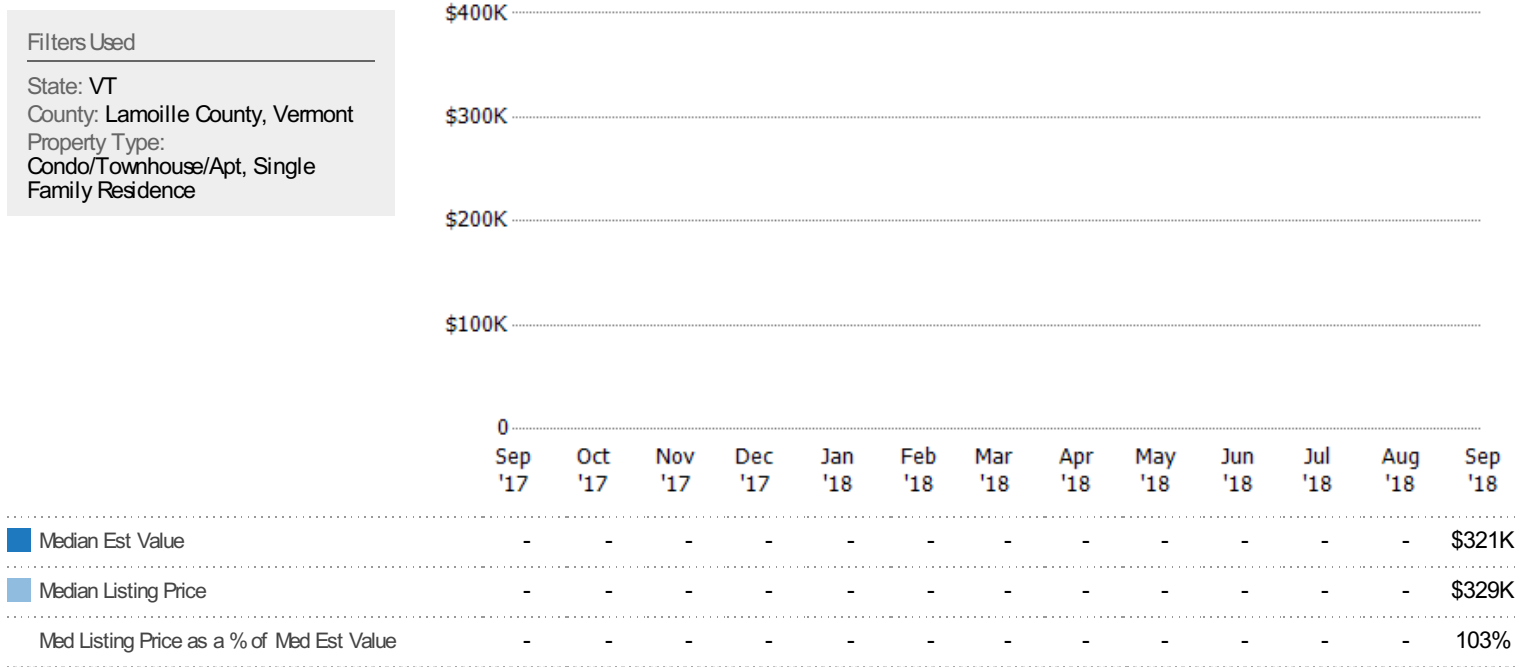 Filters Used
State: VT
County: Lamoille County, Vermont
Property Type:
Condo/Townhouse/Apt, Single
Family Residence
$400K
$300K
$200K
$100K
0
Sep Oct Nov Dec Jan Feb Mar Apr May Jun Jul Aug Sep
'17 '17 '17 '17 '18 '18 '18 '18 '18 '18 '18 '18 '18
Median Est Value - - - - - - - - - - - - $321K
Median Listing Price - - - - - - - - - - - - $329K
Med Listing Price as a % of Med Est Value - - - - - - - - - - - - 103%